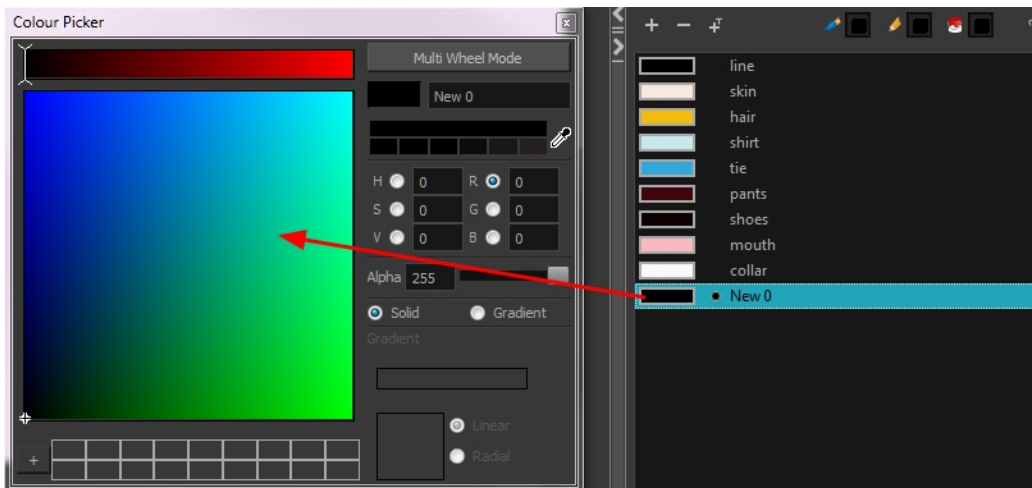 Colour Picker
x
Multi Wheel Mode
New 0
H 0 R 0
S 0 G 0
V 0 B 0
Alpha 255
Solid Gradient
Gradient
Linear
Radial
+
T
line
skin
hair
shirt
tie
pants
shoes
mouth
collar
New 0